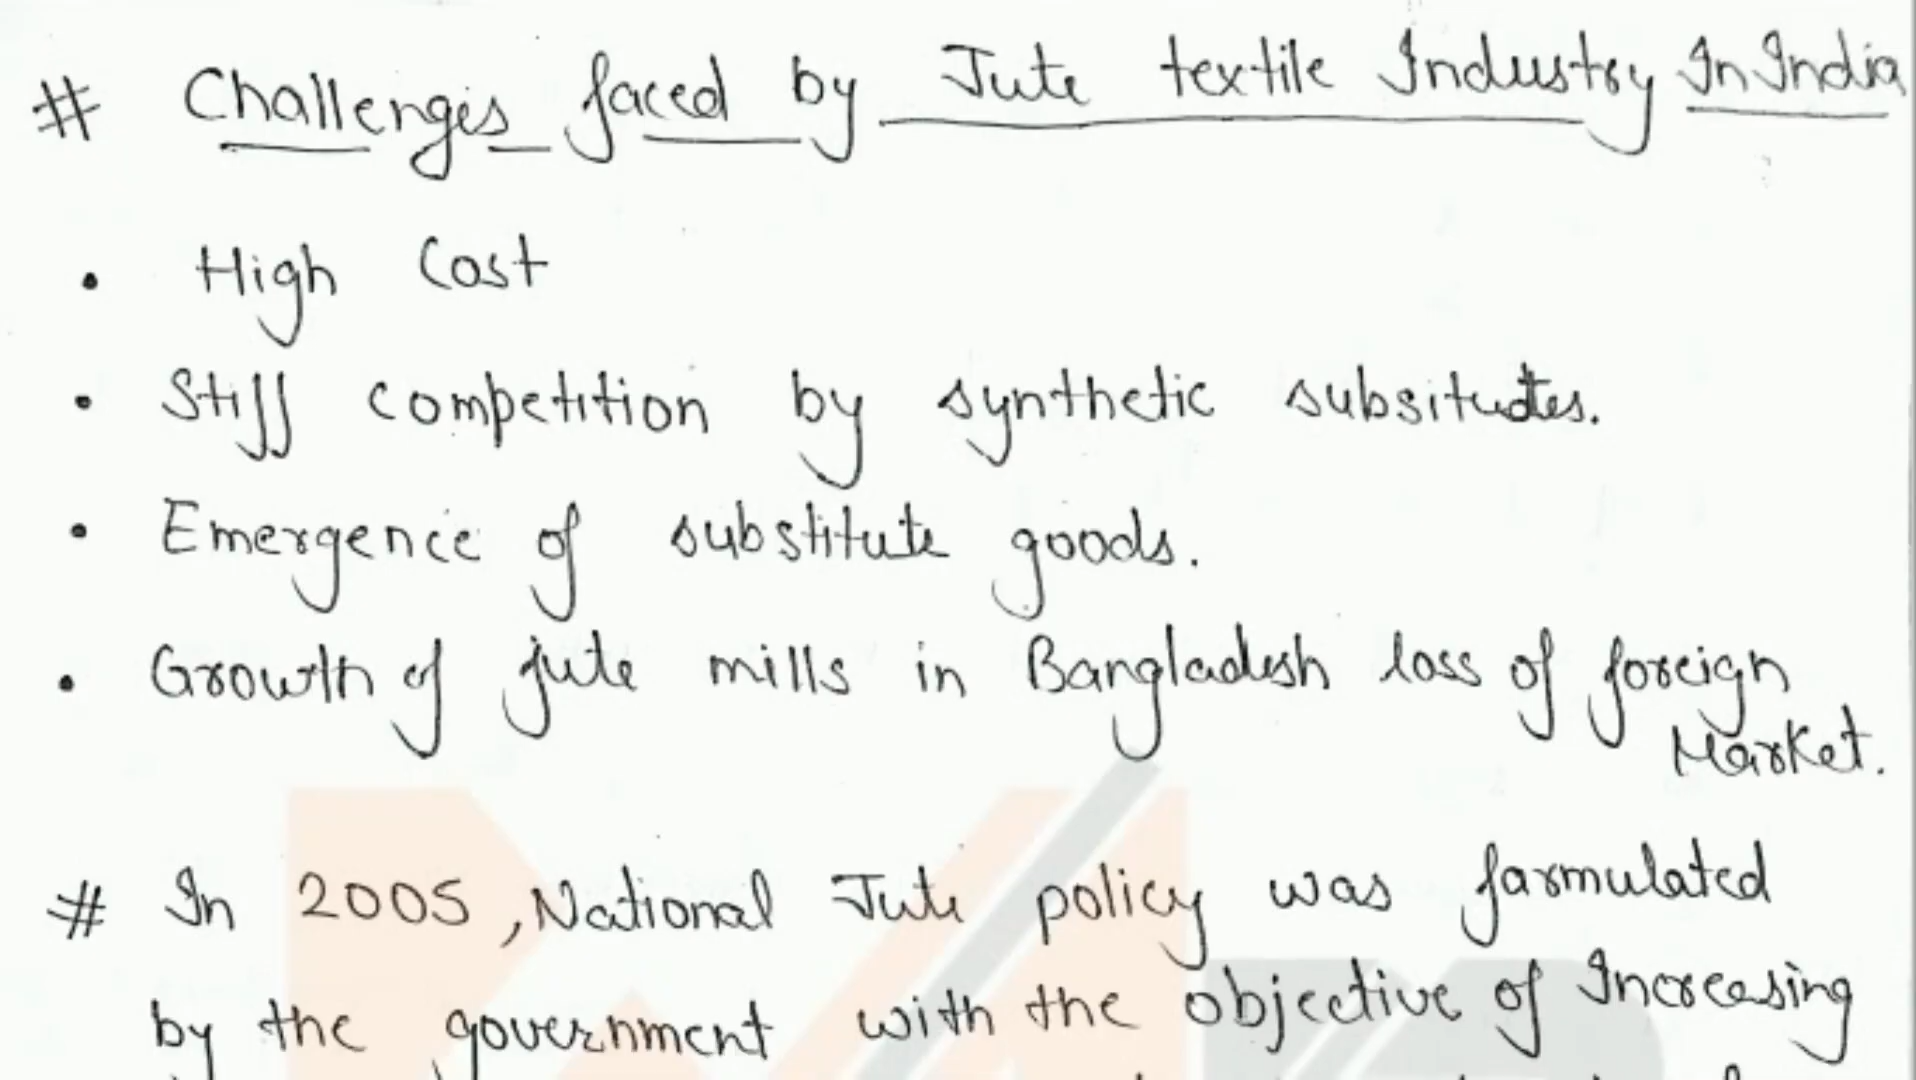 # Challenges faced by Jute textile Industry In India
• High Cost
• Stiff competition by synthetic subsitutes.
• Emergence of substitute goods.
• Growth of jute mills in Bangladesh loss of foreign
Market.
# In 2005, National Jute policy was formulated
by the government with the objective of Increasing